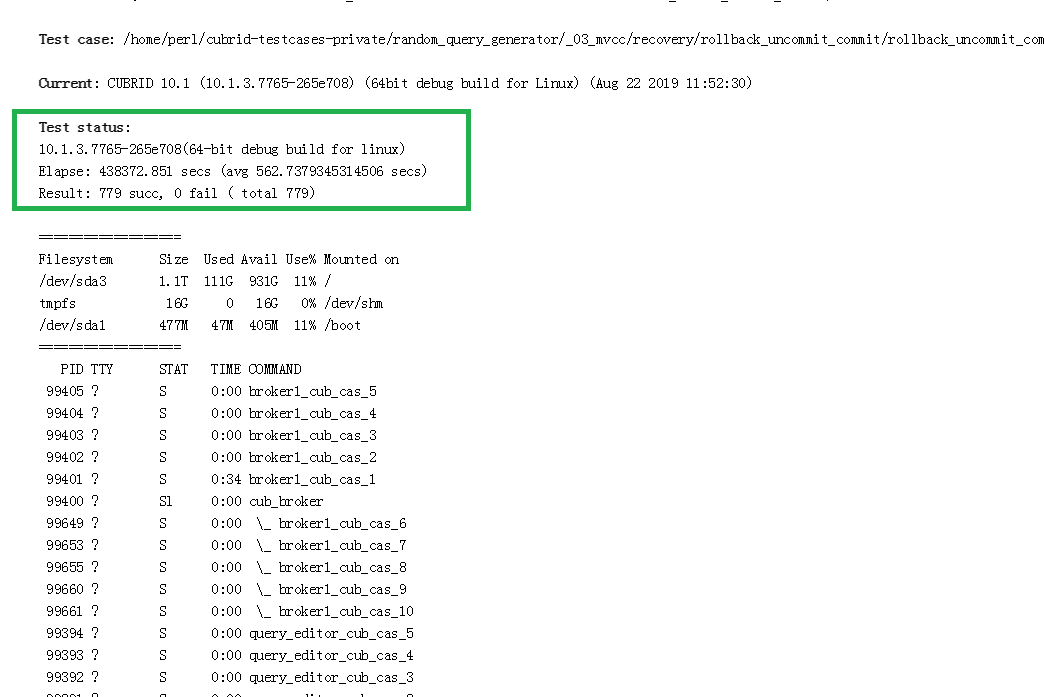 Test case: /home/perl/cubrid-testcases-private/random_query_generator/_03_mvcc/recovery/rollback_uncommit_commit/rollback_uncommit_com
Current: CUBRID 10.1 (10.1.3.7765-265e708) (64bit debug build for Linux) (Aug 22 2019 11:52:30)
Test status:
10.1.3.7765-265e708(64-bit debug build for linux)
Elapse: 438372.851 secs (avg 562.7379345314506 secs)
Result: 779 succ, 0 fail ( total 779)
===================
Filesystem Size Used Avail Use% Mounted on
/dev/sda3 1.1T 111G 931G 11% /
tmpfs 16G 0 16G 0% /dev/shm
/dev/sda1 477M 47M 405M 11% /boot
===================
PID TTY STAT TIME COMMAND
99405 ? S 0:00 broker1_cub_cas_5
99404 ? S 0:00 broker1_cub_cas_4
99403 ? S 0:00 broker1_cub_cas_3
99402 ? S 0:00 broker1_cub_cas_2
99401 ? S 0:34 broker1_cub_cas_1
99400 ? Sl 0:00 cub_broker
99649 ? S 0:00 \_ broker1_cub_cas_6
99653 ? S 0:00 \_ broker1_cub_cas_7
99655 ? S 0:00 \_ broker1_cub_cas_8
99660 ? S 0:00 \_ broker1_cub_cas_9
99661 ? S 0:00 \_ broker1_cub_cas_10
99394 ? S 0:00 query_editor_cub_cas_5
99393 ? S 0:00 query_editor_cub_cas_4
99392 ? S 0:00 query_editor_cub_cas_3